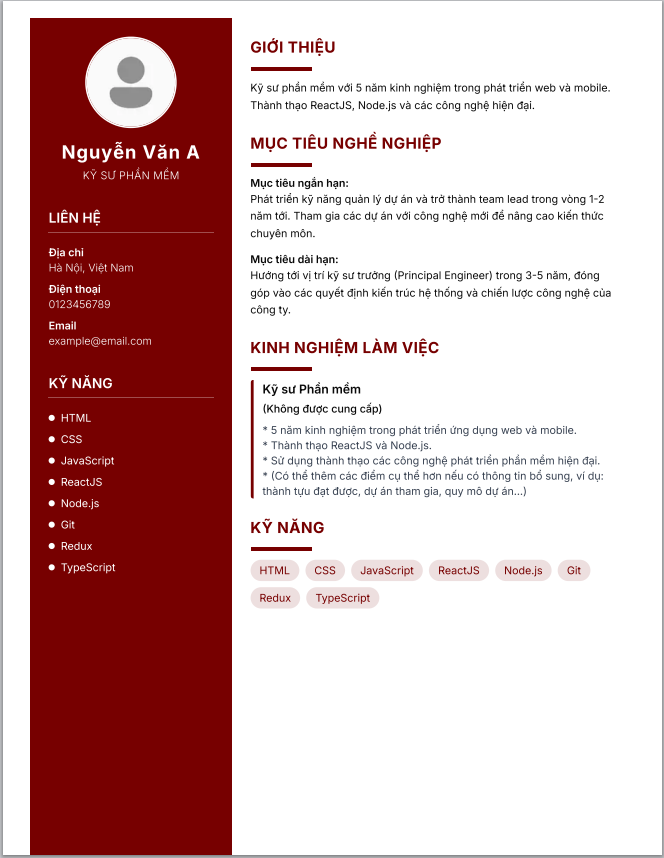 Nguyễn Văn A
KỸ SƯ PHẦN MỀM
LIÊN HỆ
Địa chỉ
Hà Nội, Việt Nam
Điện thoại
0123456789
Email
example@email.com
KỸ NĂNG
HTML
CSS
JavaScript
ReactJS
Node.js
Git
Redux
TypeScript
GIỚI THIỆU
Kỹ sư phần mềm với 5 năm kinh nghiệm trong phát triển web và mobile.
Thành thạo ReactJS, Node.js và các công nghệ hiện đại.
MỤC TIÊU NGHỀ NGHIỆP
Mục tiêu ngắn hạn:
Phát triển kỹ năng quản lý dự án và trở thành team lead trong vòng 1-2
năm tới. Tham gia các dự án với công nghệ mới để nâng cao kiến thức
chuyên môn.
Mục tiêu dài hạn:
Hướng tới vị trí kỹ sư trưởng (Principal Engineer) trong 3-5 năm, đóng
góp vào các quyết định kiến trúc hệ thống và chiến lược công nghệ của
công ty.
KINH NGHIỆM LÀM VIỆC
Kỹ sư Phần mềm
(Không được cung cấp)
* 5 năm kinh nghiệm trong phát triển ứng dụng web và mobile.
* Thành thạo ReactJS và Node.js.
* Sử dụng thành thạo các công nghệ phát triển phần mềm hiện đại.
* (Có thể thêm các điểm cụ thể hơn nếu có thông tin bổ sung, ví dụ:
thành tựu đạt được, dự án tham gia, quy mô dự án...)
KỸ NĂNG
HTML CSS JavaScript ReactJS Node.js Git
Redux TypeScript